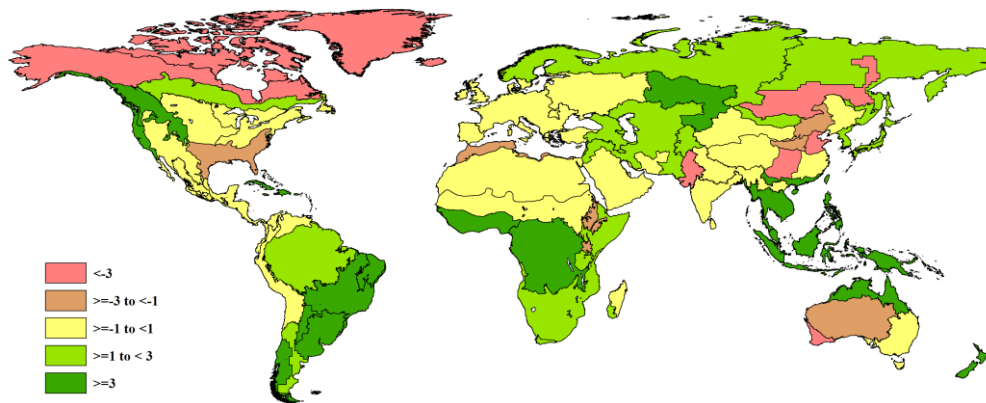 <-3
>=-3 to <-1
>=-1 to <1
>=1 to < 3
>=3